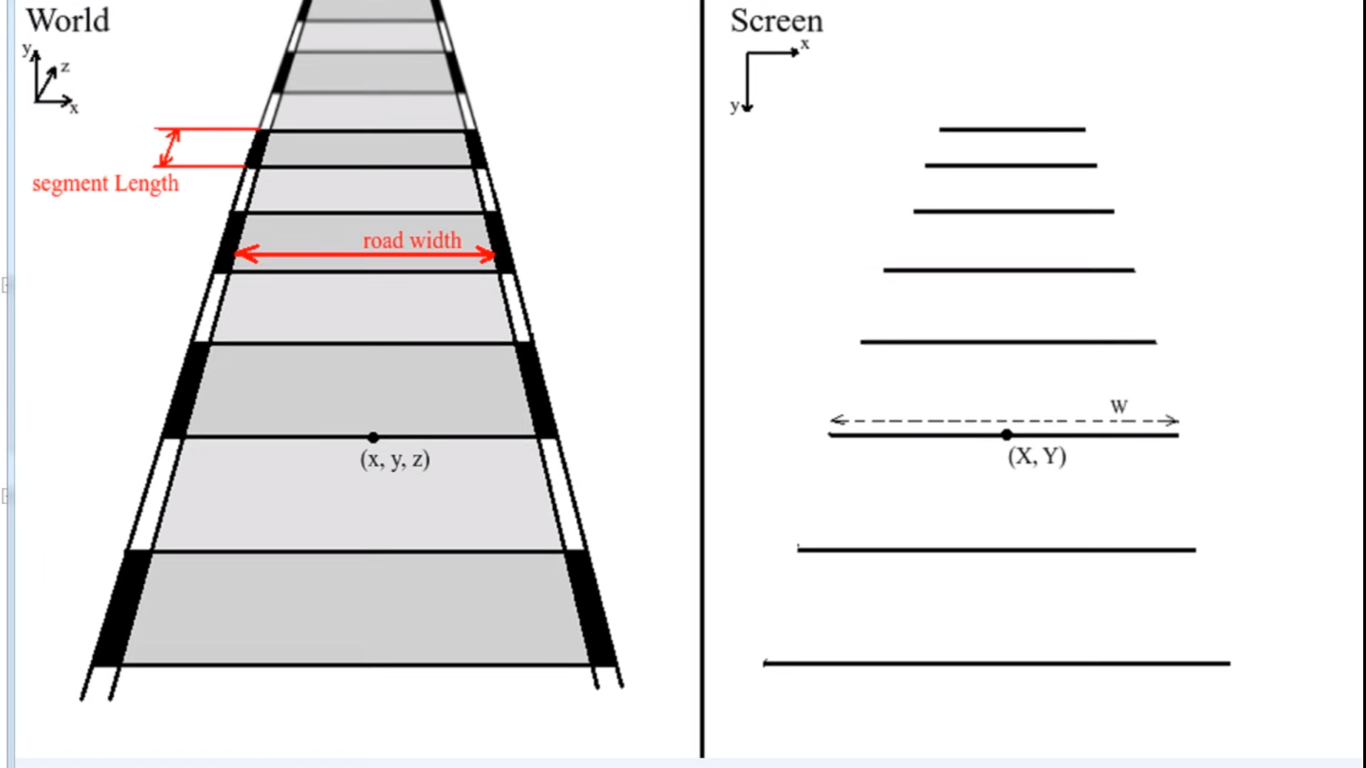 World
y
z
x
segment Length
road width
(x, y, z)
Screen
x
y
W
(X, Y)